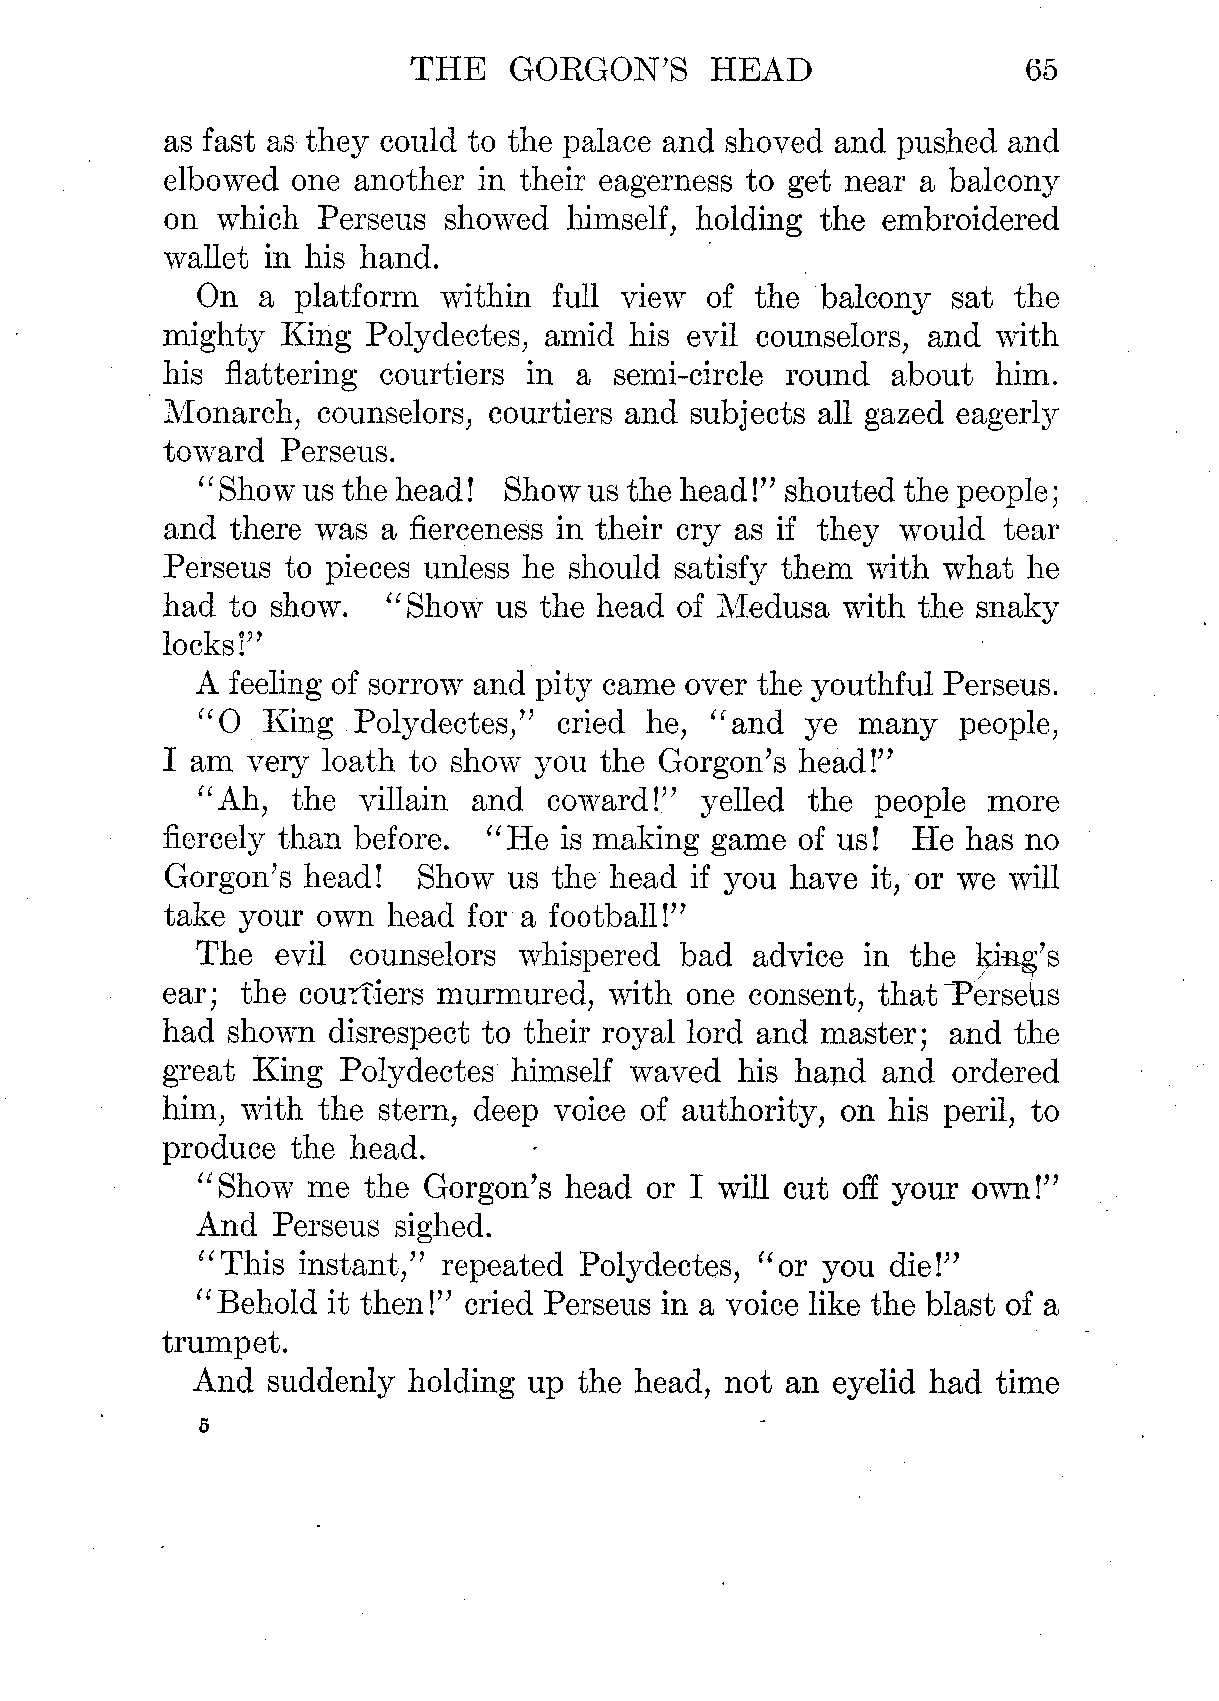 THE GORGON'S HEAD 65
as fast as they could to the palace and shoved and pushed and
elbowed one another in their eagerness to get near a balcony
on which Perseus showed himself, holding the embroidered
wallet in his hand.
On a platform within full view of the balcony sat the
mighty King Polydectes, amid his evil counselors, and with
his flattering courtiers in a semi-circle round about him.
Monarch, counselors, courtiers and subjects all gazed eagerly
toward Perseus.
"Show us the head! Show us the head!" shouted the people;
and there was a fierceness in their cry as if they would tear
Perseus to pieces unless he should satisfy them with what he
had to show. "Show us the head of Medusa with the snaky
locks!"
A feeling of sorrow and pity came over the youthful Perseus.
"O King Polydectes," cried he, "and ye many people,
I am very loath to show you the Gorgon's head!"
"Ah, the villain and coward!" yelled the people more
fiercely than before. "He is making game of us! He has no
Gorgon's head! Show us the head if you have it, or we will
take your own head for a football!"
The evil counselors whispered bad advice in the king's
ear; the courtiers murmured, with one consent, that Perseus
had shown disrespect to their royal lord and master; and the
great King Polydectes himself waved his hand and ordered
him, with the stern, deep voice of authority, on his peril, to
produce the head.
"Show me the Gorgon's head or I will cut off your own!"
And Perseus sighed.
"This instant," repeated Polydectes, "or you die!"
"Behold it then!" cried Perseus in a voice like the blast of a
trumpet.
And suddenly holding up the head, not an eyelid had time
5